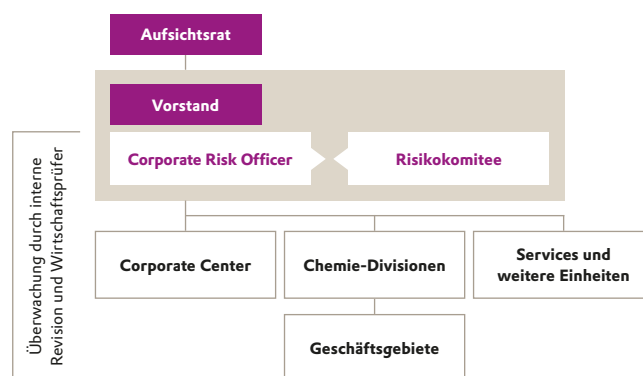 Aufsichtsrat
Vorstand
Corporate Risk Officer
Risikokomitee
Überwachung durch interne
Revision und Wirtschaftsprüfer
Corporate Center
Chemie-Divisionen
Services und
weitere Einheiten
Geschäftsgebiete